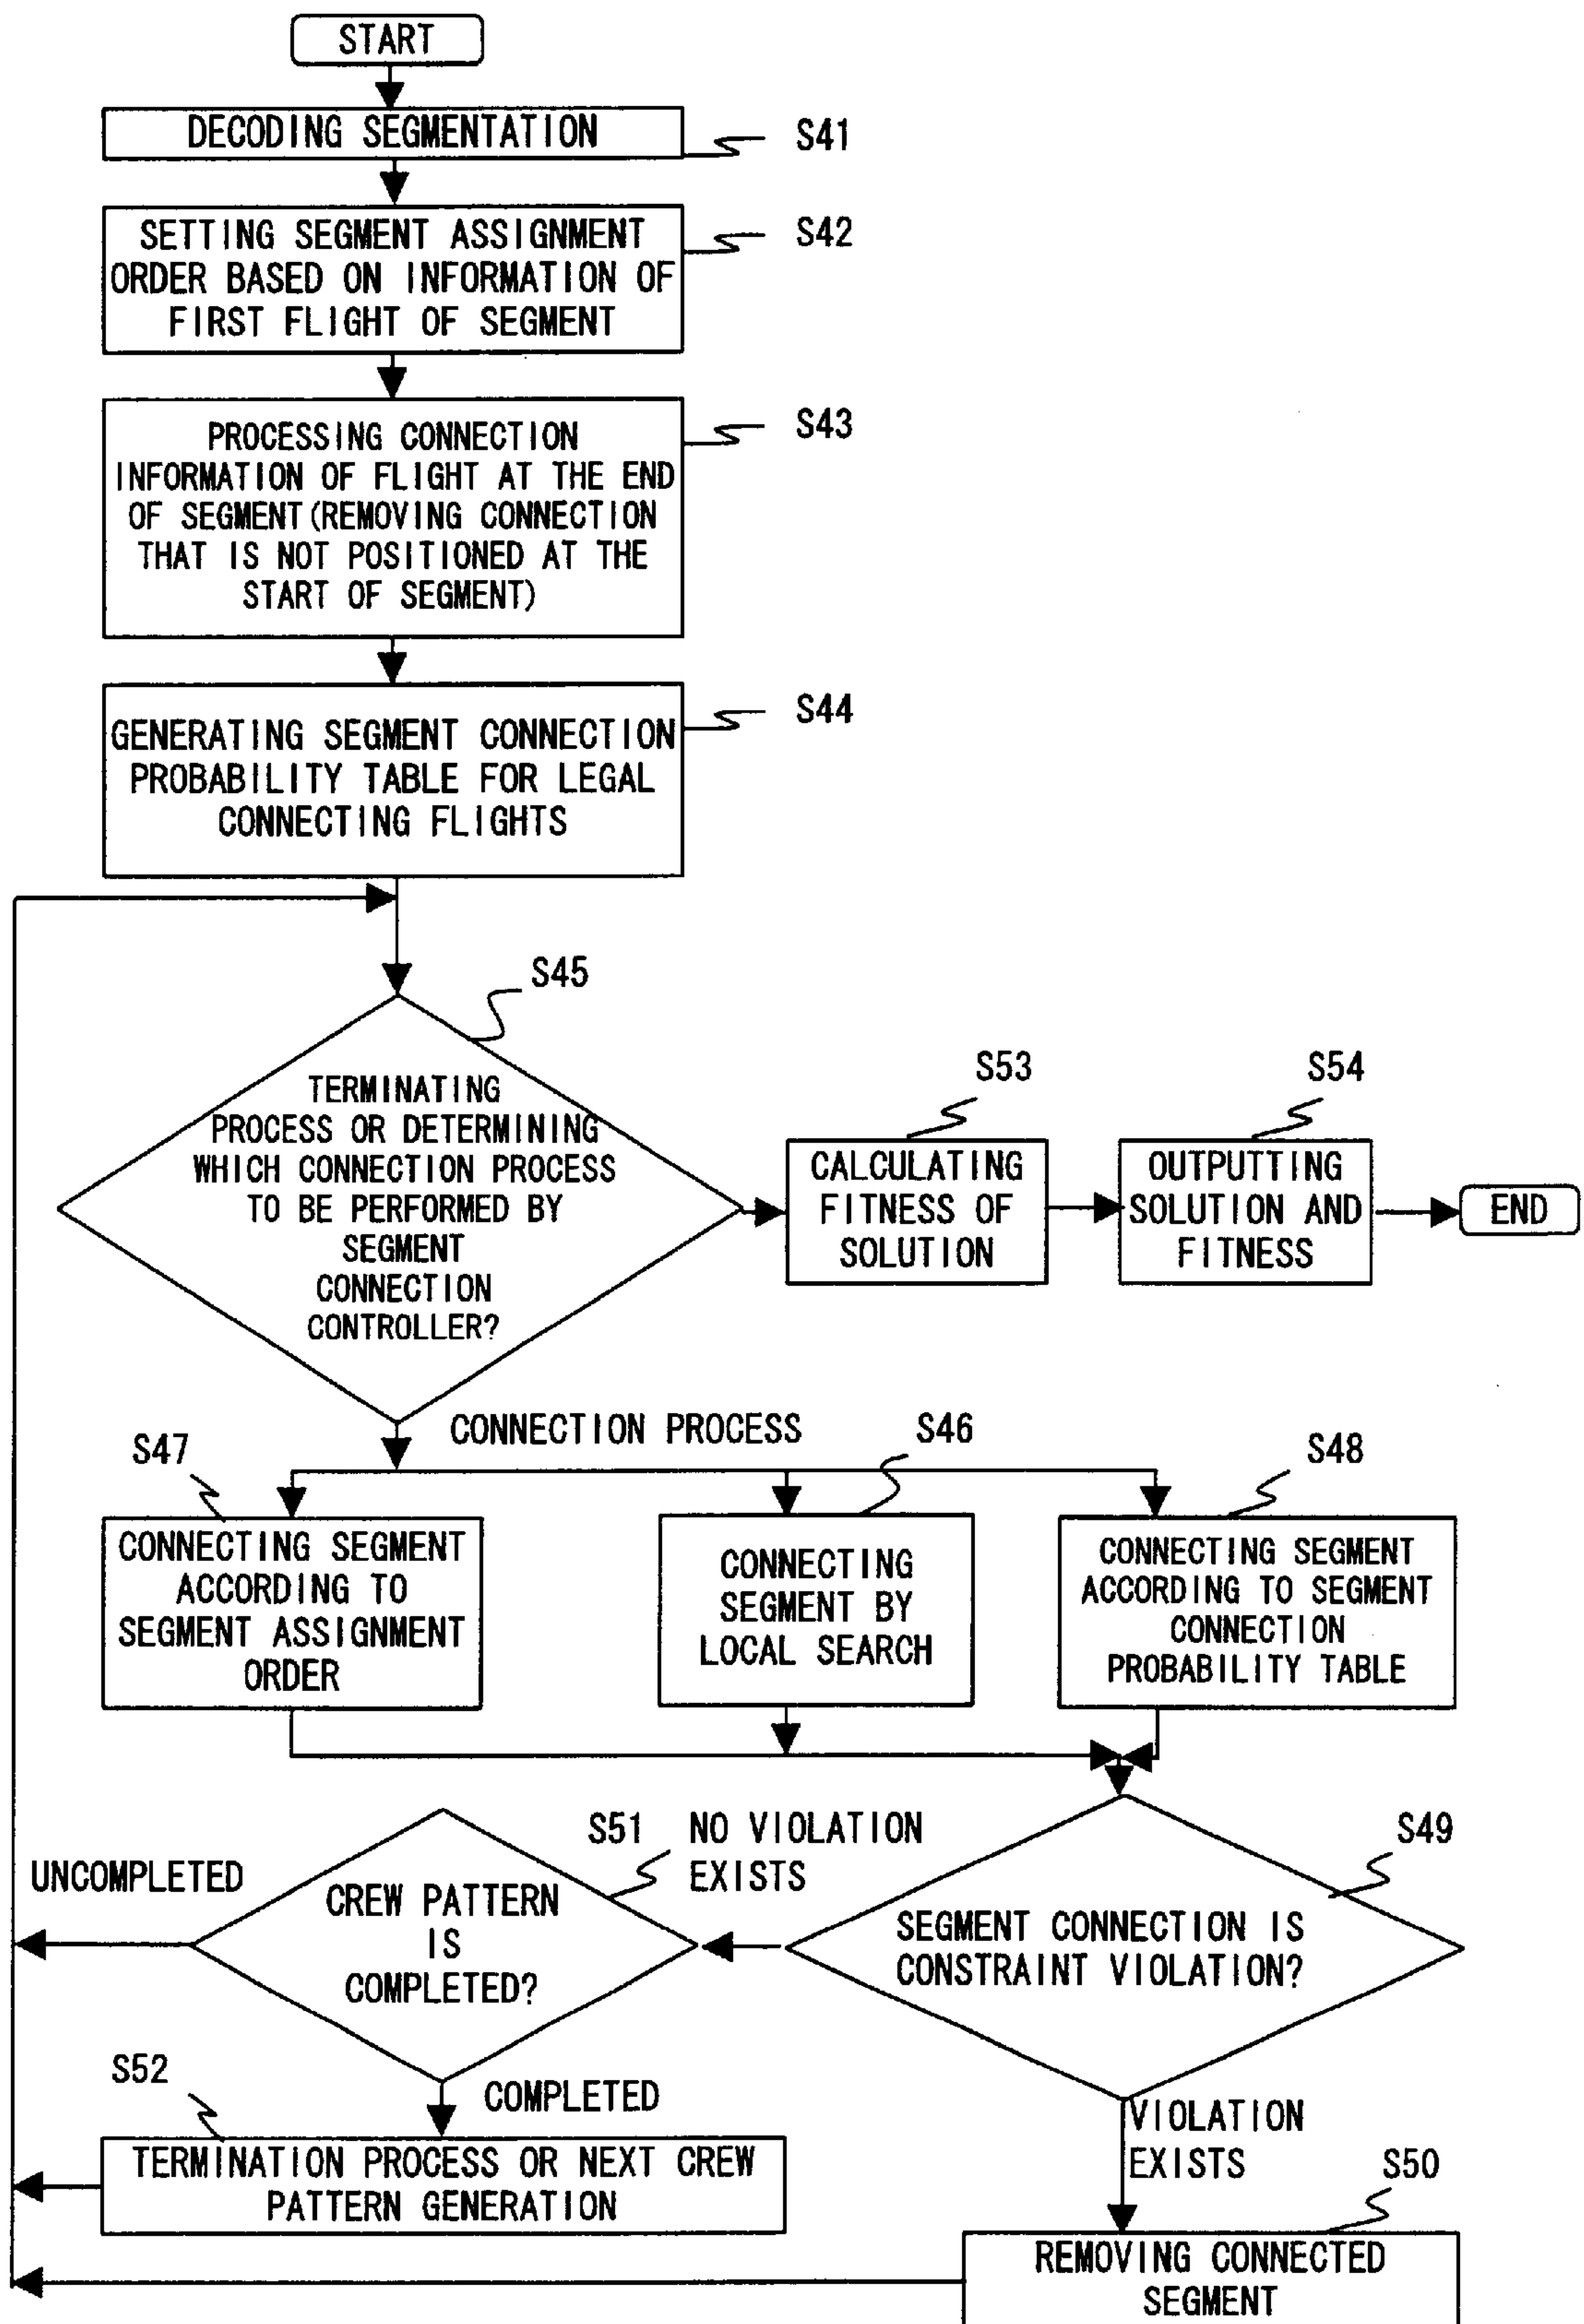 START
DECODING SEGMENTATION
S41
SETTING SEGMENT ASSIGNMENT
ORDER BASED ON INFORMATION OF
FIRST FLIGHT OF SEGMENT
S42
PROCESSING CONNECTION
INFORMATION OF FLIGHT AT THE END
OF SEGMENT(REMOVING CONNECTION
THAT IS NOT POSITIONED AT THE
START OF SEGMENT)
S43
GENERATING SEGMENT CONNECTION
PROBABILITY TABLE FOR LEGAL
CONNECTING FLIGHTS
S44
S45
TERMINATING
PROCESS OR DETERMINING
WHICH CONNECTION PROCESS
TO BE PERFORMED BY
SEGMENT
CONNECTION
CONTROLLER?
S53
CALCULATING
FITNESS OF
SOLUTION
S54
OUTPUTTING
SOLUTION AND
FITNESS
END
CONNECTION PROCESS
S47
CONNECTING SEGMENT
ACCORDING TO
SEGMENT ASSIGNMENT
ORDER
S46
CONNECTING
SEGMENT BY
LOCAL SEARCH
S48
CONNECTING SEGMENT
ACCORDING TO SEGMENT
CONNECTION
PROBABILITY TABLE
S49
SEGMENT CONNECTION IS
CONSTRAINT VIOLATION?
NO VIOLATION
EXISTS
S51
CREW PATTERN
IS
COMPLETED?
UNCOMPLETED
COMPLETED
S52
TERMINATION PROCESS OR NEXT CREW
PATTERN GENERATION
VIOLATION
EXISTS
S50
REMOVING CONNECTED
SEGMENT